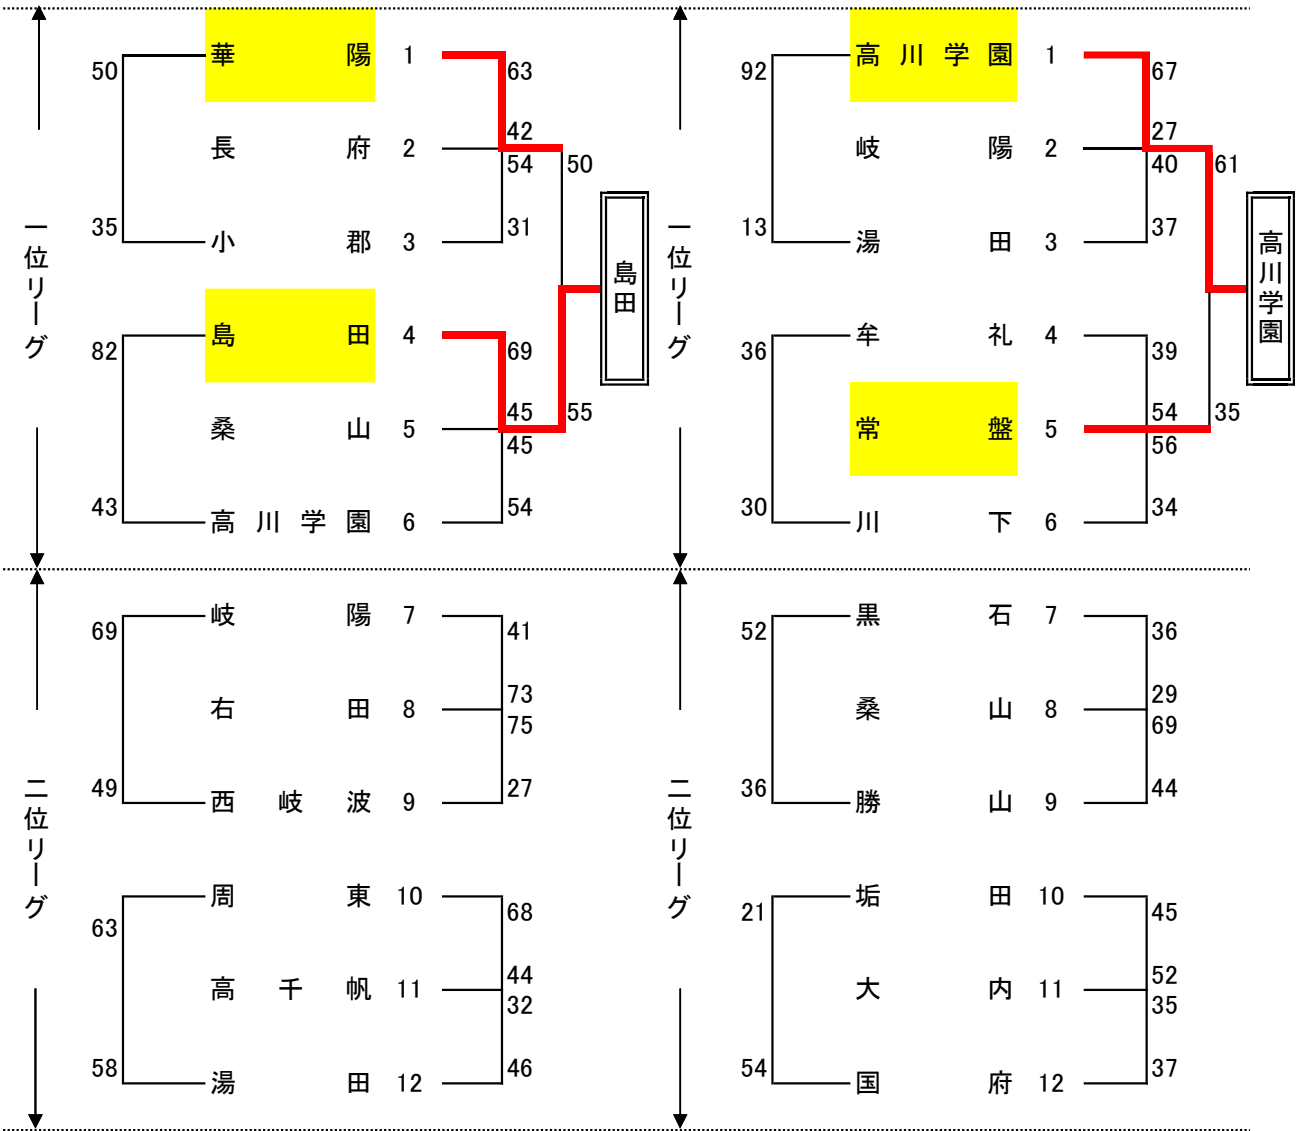 一位リーグ
50
華陽 1
63
42
長府 2
54
50
35
小郡 3
31
島田
82
島田 4
69
45
桑山 5
45
55
43
高川学園 6
54
二位リーグ
69
岐陽 7
41
73
右田 8
75
49
西岐波 9
27
63
周東 10
68
44
高千帆 11
32
58
湯田 12
46
一位リーグ
92
高川学園 1
67
27
岐陽 2
40
61
13
湯田 3
37
高川学園
36
牟礼 4
39
54
常盤 5
56
35
30
川下 6
34
二位リーグ
52
黒石 7
36
29
桑山 8
69
36
勝山 9
44
21
垢田 10
45
52
大内 11
35
54
国府 12
37